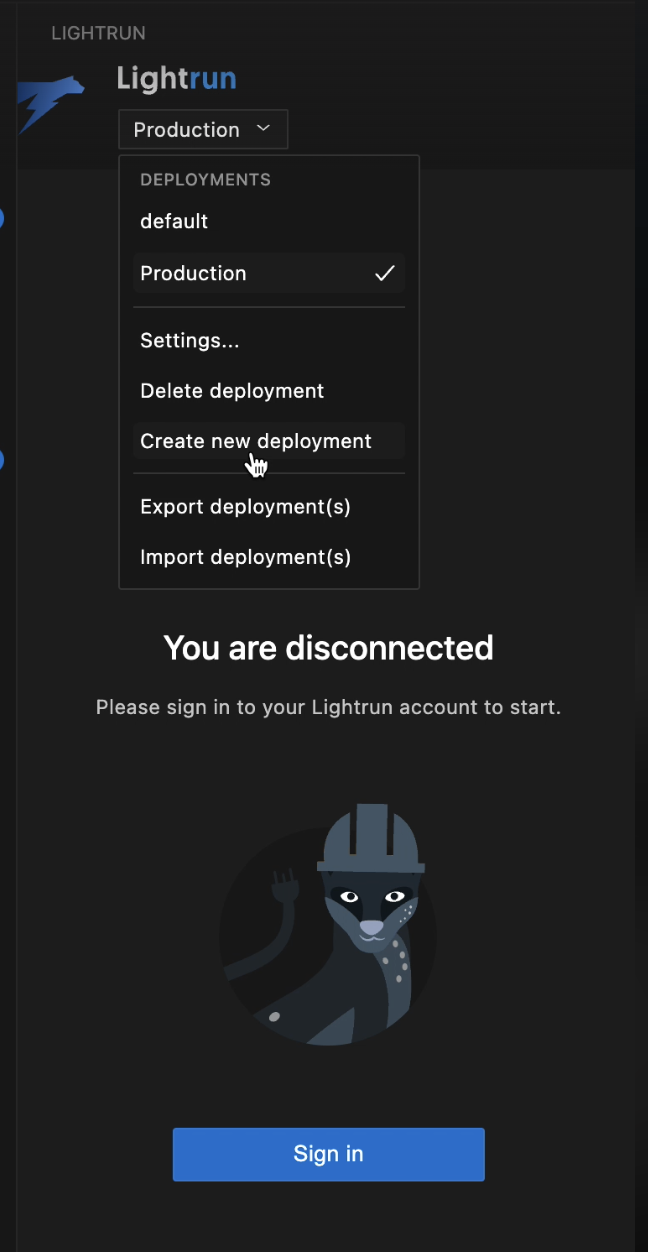 LIGHTRUN
Lightrun
Production
DEPLOYMENTS
default
Production
Settings...
Delete deployment
Create new deployment
Export deployment(s)
Import deployment(s)
You are disconnected
Please sign in to your Lightrun account to start.
Sign in